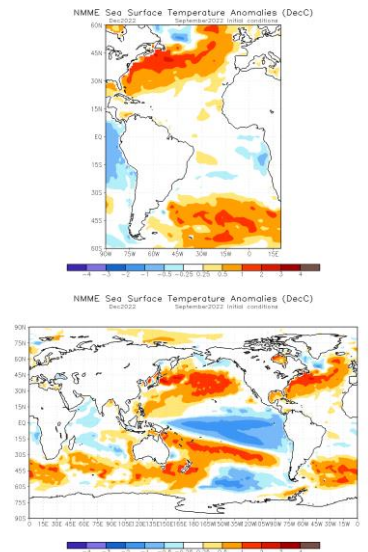 NMME Sea Surface Temperature Anomalies (DecC)
Dec2022 September2022 initial conditions
60N
45N
30N
15N
EQ
15S
30S
45S
60S
90W 75W 60W 45W 30W 15W 0 15E
-4 -3 -2 -1 -0.5 -0.25 0.25 0.5 1 2 3 4
NMME Sea Surface Temperature Anomalies (DecC)
Dec2022 September2022 initial conditions
90N
75N
60N
45N
30N
15N
EQ
15S
30S
45S
60S
75S
90S
0 15E 30E 45E 60E 75E 90E 105E 120E 135E 150E 165E 180 165W 150W 135W 120W 105W 90W 75W 60W 45W 30W 15W 0